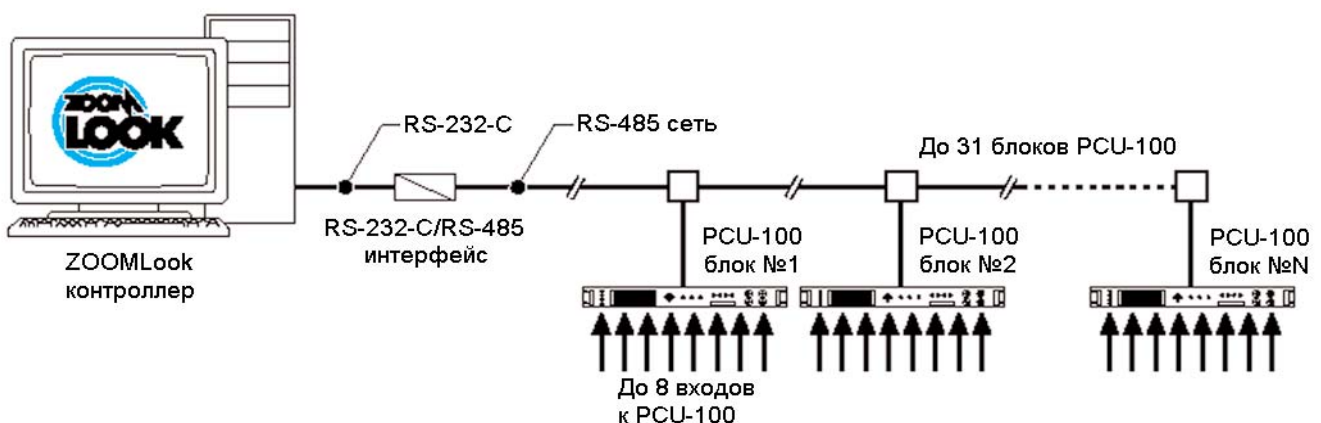 ZOOM
LOOK
RS-232-C
RS-485 сеть
До 31 блоков PCU-100
RS-232-C/RS-485
интерфейс
ZOOMLook
контроллер
PCU-100
блок №1
PCU-100
блок №2
PCU-100
блок №N
До 8 входов
к PCU-100